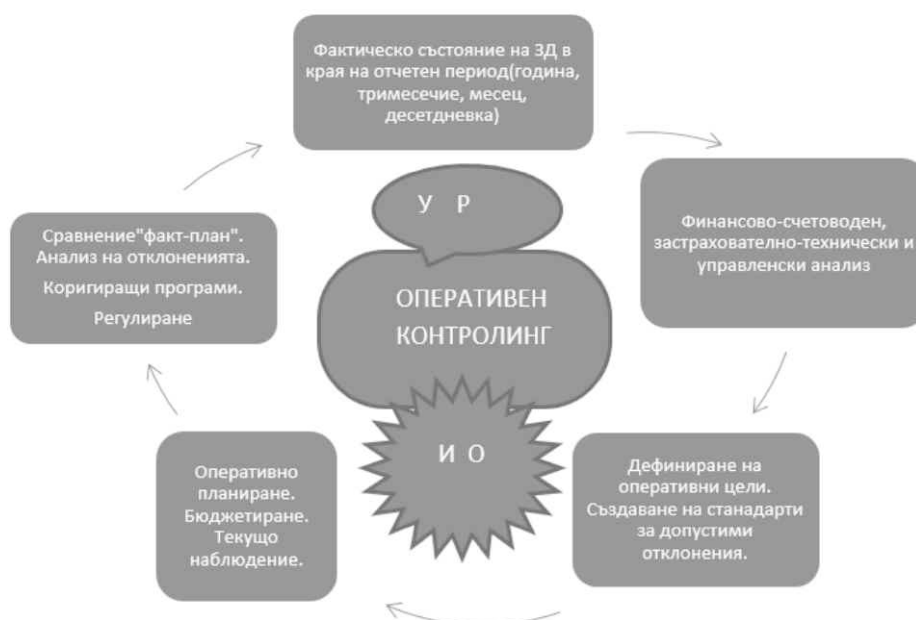 Фактическо състояние на ЗД в
края на отчетен период(година,
тримесечие, месец,
десетдневка)
Финансово-счетоводен,
застрахователно-технически и
управленски анализ
Дефиниране на
оперативни цели.
Създаване на станадарти
за допустими
отклонения.
Оперативно
планиране.
Бюджетиране.
Текущо
наблюдение.
Сравнение"факт-план".
Анализ на отклоненията.
Коригиращи програми.
Регулиране
У Р
ОПЕРАТИВЕН
КОНТРОЛИНГ
И О